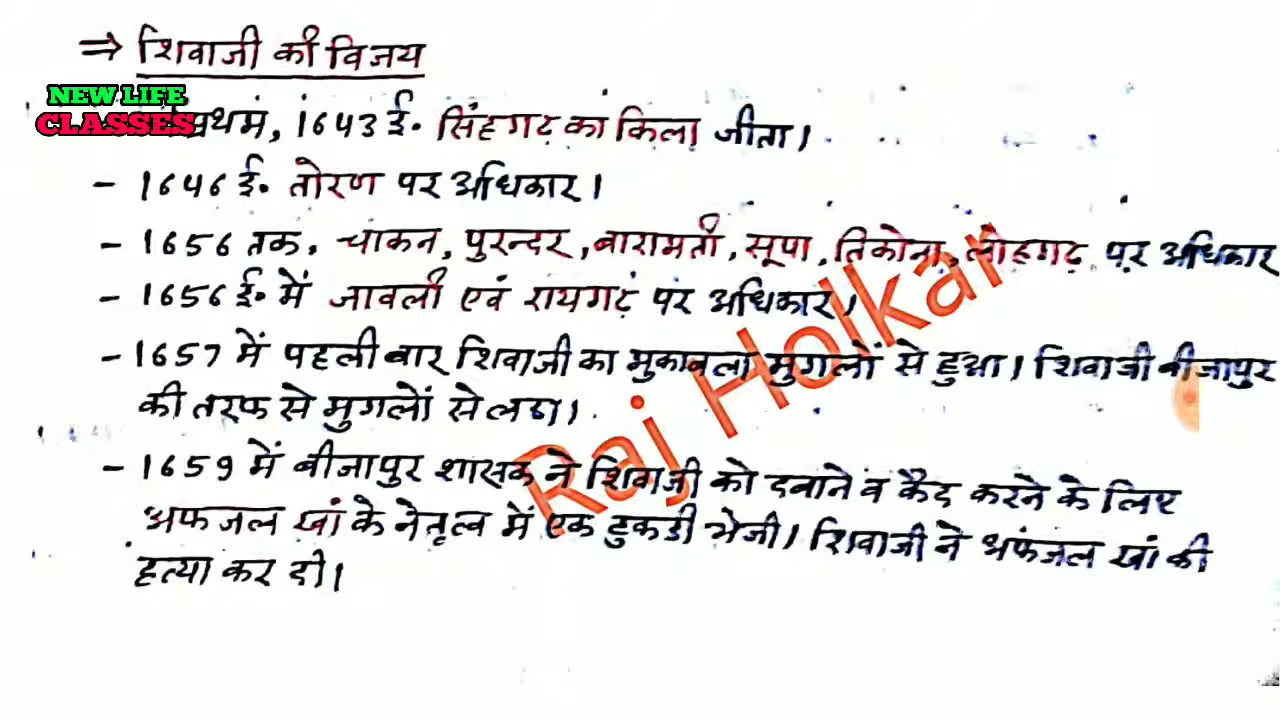 ⇒ शिवाजी की विजय
NEW LIFE
CLASSES
प्रथम, 1643 ई. सिंहगढ़ का किला जीता।
- 1646 ई. तोरण पर अधिकार।
- 1656 तक, चाकन, पुरन्दर, बारामती, सूपा, तिकोना, लोहगढ़ पर अधिकार
- 1656 ई. में जावली एवं रायगढ़ पर अधिकार।
- 1657 में पहली बार शिवाजी का मुकाबला मुगलों से हुआ। शिवाजी बीजापुर
की तरफ से मुगलों से लड़ा।
- 1659 में बीजापुर शासक ने शिवाजी को दबाने व कैद करने के लिए
अफजल खां के नेतृत्व में एक टुकडी भेजी। शिवाजी ने अफजल खां की
हत्या कर दी।
Raj Holkar